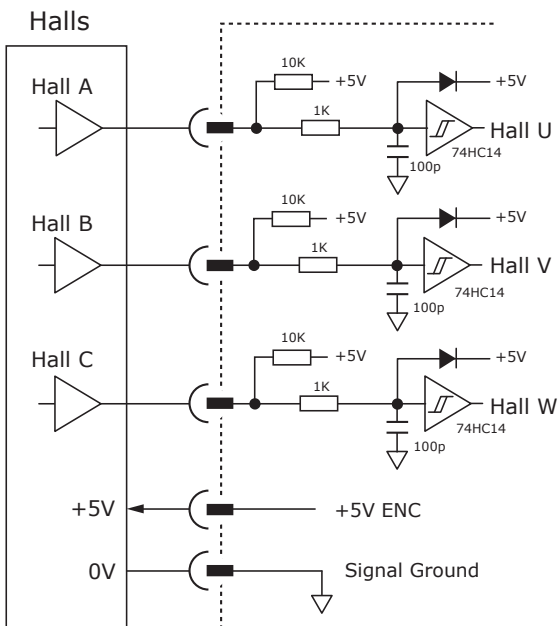 Halls
Hall A
10K
+5V
+5V
1K
Hall U
74HC14
100p
Hall B
10K
+5V
+5V
1K
Hall V
74HC14
100p
Hall C
10K
+5V
+5V
1K
Hall W
74HC14
100p
+5V
+5V ENC
0V
Signal Ground